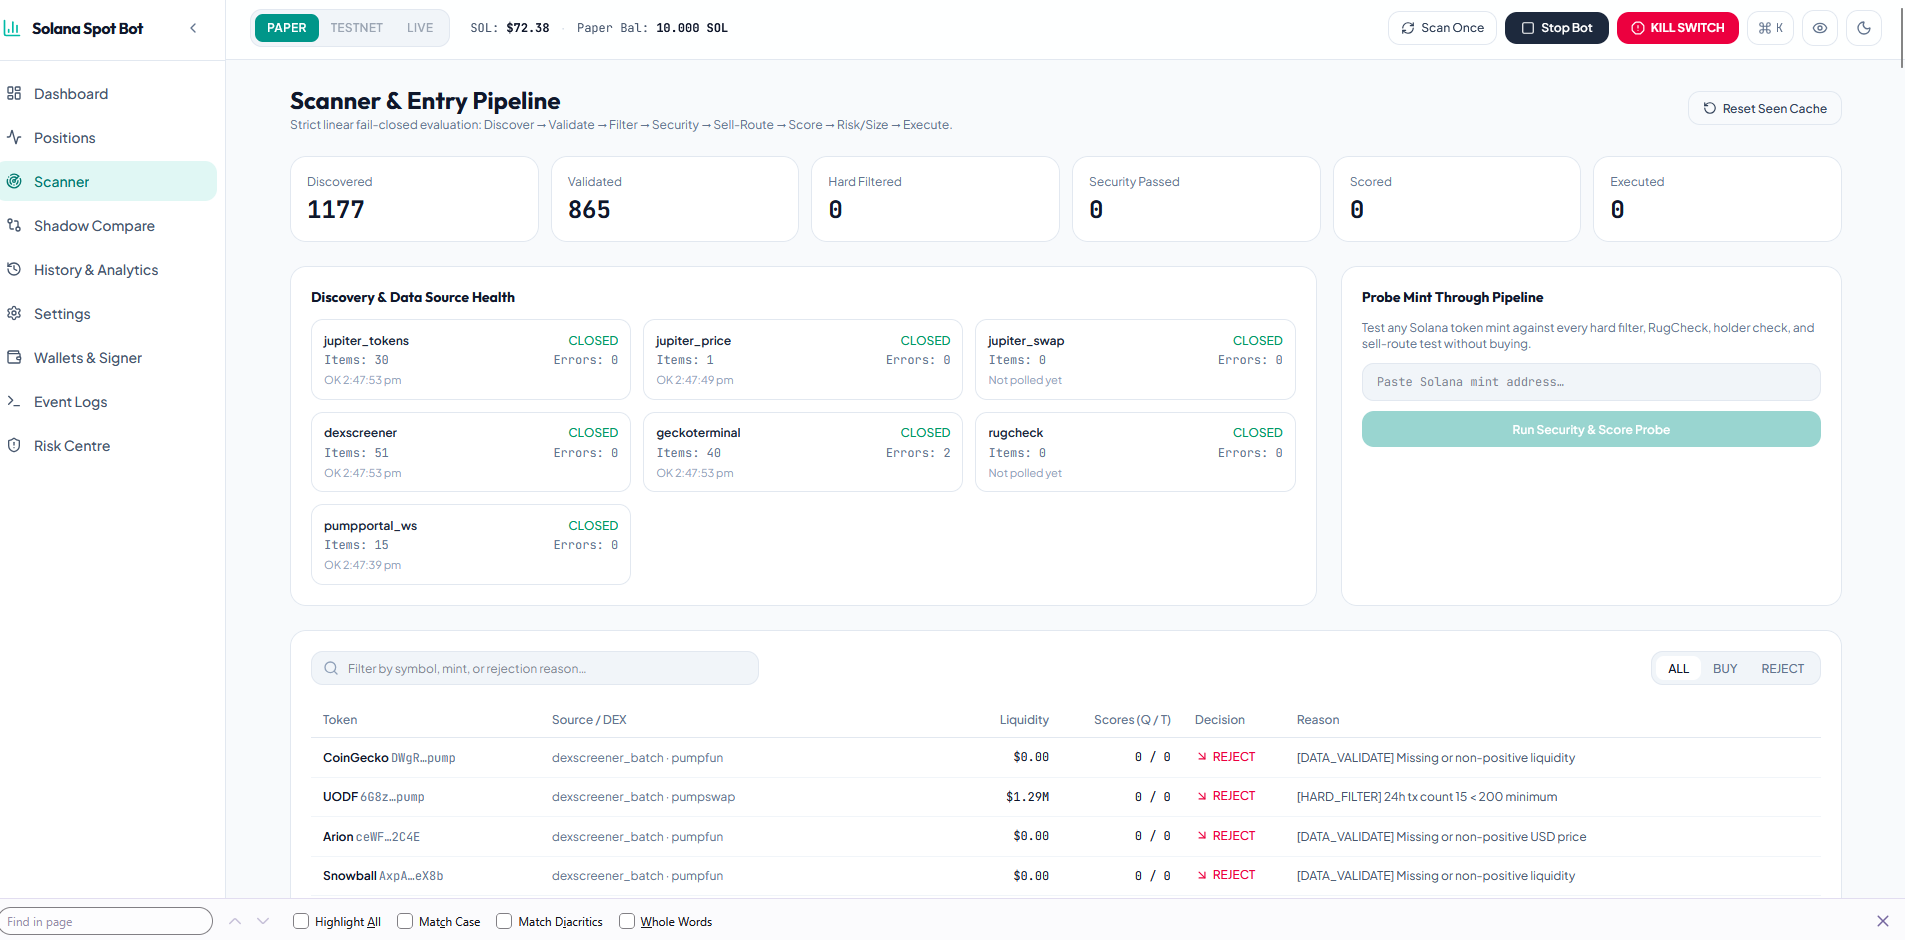 Solana Spot Bot
PAPER TESTNET LIVE SOL: $72.38 · Paper Bal: 10.000 SOL
Scan Once Stop Bot KILL SWITCH ⌘ K
Dashboard
Positions
Scanner
Shadow Compare
History & Analytics
Settings
Wallets & Signer
Event Logs
Risk Centre
Scanner & Entry Pipeline
Strict linear fail-closed evaluation: Discover → Validate → Filter → Security → Sell-Route → Score → Risk/Size → Execute.
Reset Seen Cache
Discovered
1177
Validated
865
Hard Filtered
0
Security Passed
0
Scored
0
Executed
0
Discovery & Data Source Health
jupiter_tokens CLOSED
Items: 30 Errors: 0
OK 2:47:53 pm
jupiter_price CLOSED
Items: 1 Errors: 0
OK 2:47:49 pm
jupiter_swap CLOSED
Items: 0 Errors: 0
Not polled yet
dexscreener CLOSED
Items: 51 Errors: 0
OK 2:47:53 pm
geckoterminal CLOSED
Items: 40 Errors: 2
OK 2:47:53 pm
rugcheck CLOSED
Items: 0 Errors: 0
Not polled yet
pumpportal_ws CLOSED
Items: 15 Errors: 0
OK 2:47:39 pm
Probe Mint Through Pipeline
Test any Solana token mint against every hard filter, RugCheck, holder check, and
sell-route test without buying.
Paste Solana mint address…
Run Security & Score Probe
Filter by symbol, mint, or rejection reason…
ALL BUY REJECT
Token Source / DEX Liquidity Scores (Q / T) Decision Reason
CoinGecko DWgR…pump dexscreener_batch · pumpfun $0.00 0 / 0 REJECT [DATA_VALIDATE] Missing or non-positive liquidity
UODF 6G8z…pump dexscreener_batch · pumpswap $1.29M 0 / 0 REJECT [HARD_FILTER] 24h tx count 15 < 200 minimum
Arion ceWF…2C4E dexscreener_batch · pumpfun $0.00 0 / 0 REJECT [DATA_VALIDATE] Missing or non-positive USD price
Snowball AxpA…eX8b dexscreener_batch · pumpfun $0.00 0 / 0 REJECT [DATA_VALIDATE] Missing or non-positive liquidity
Find in page Highlight All Match Case Match Diacritics Whole Words